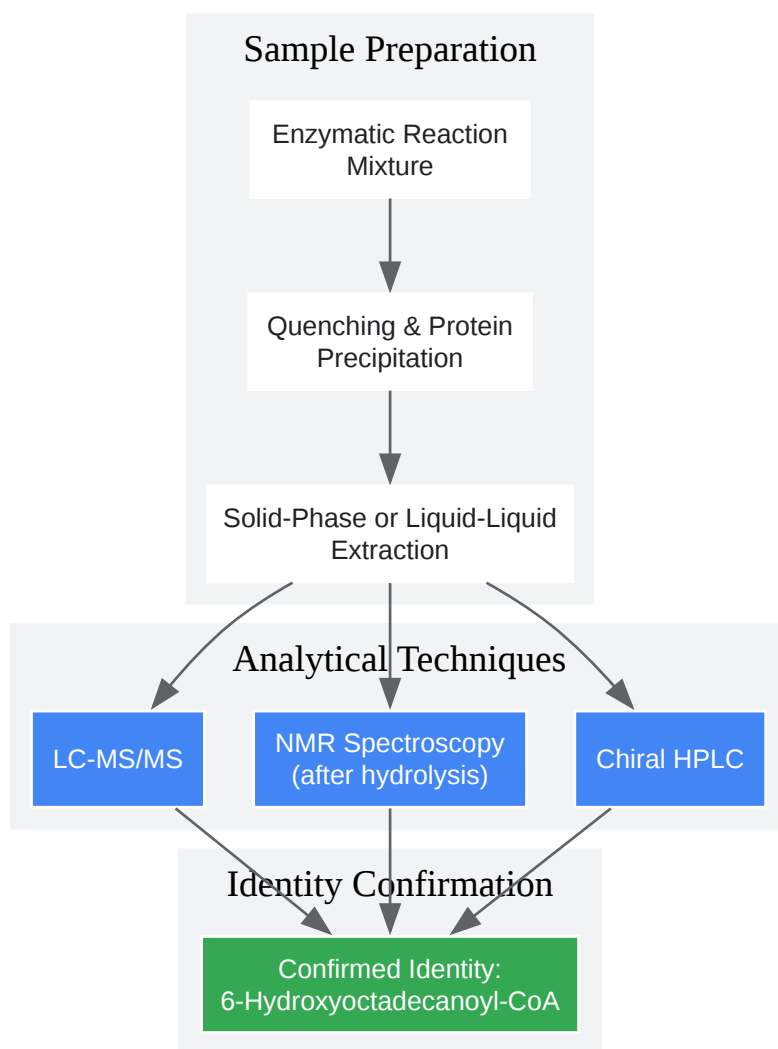 Sample Preparation
Enzymatic Reaction
Mixture
Quenching & Protein
Precipitation
Solid-Phase or Liquid-Liquid
Extraction
Analytical Techniques
LC-MS/MS
NMR Spectroscopy
(after hydrolysis)
Chiral HPLC
Identity Confirmation
Confirmed Identity:
6-Hydroxyoctadecanoyl-CoA